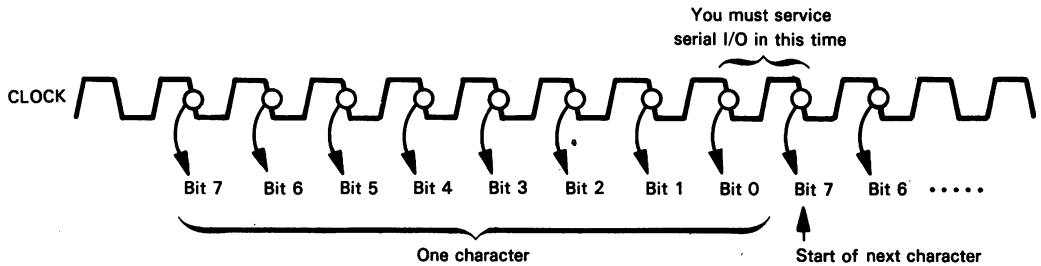 You must service
serial I/O in this time
CLOCK
Bit 7 Bit 6 Bit 5 Bit 4 Bit 3 Bit 2 Bit 1 Bit 0 Bit 7 Bit 6 .....
One character Start of next character